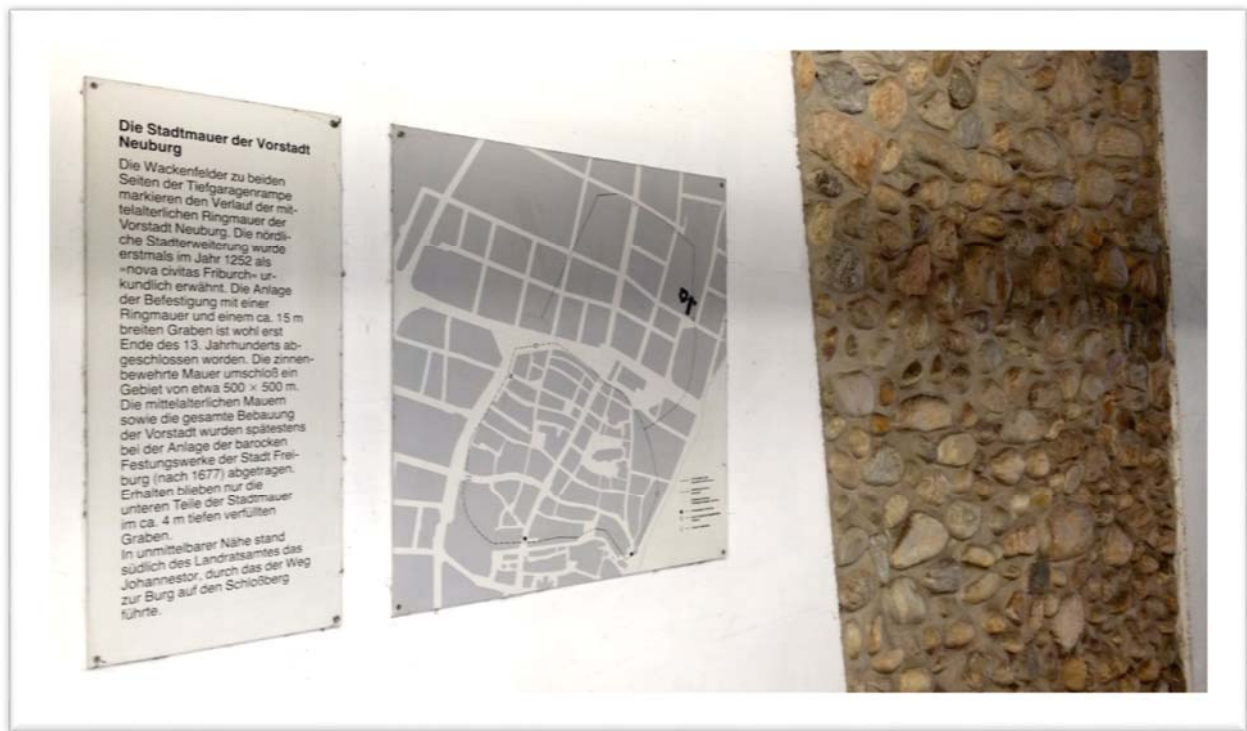 Die Stadtmauer der Vorstadt
Neuburg
Die Wackenfelder zu beiden
Seiten der Tiefgaragenrampe
markieren den Verlauf der mit-
telalterlichen Ringmauer der
Vorstadt Neuburg. Die nördli-
che Stadterweiterung wurde
erstmals im Jahr 1252 als
»nova civitas Friburch« ur-
kundlich erwähnt. Die Anlage
der Befestigung mit einer
Ringmauer und einem ca. 15 m
breiten Graben ist wohl erst
Ende des 13. Jahrhunderts ab-
geschlossen worden. Die zinnen-
bewehrte Mauer umschloß ein
Gebiet von etwa 500 × 500 m.
Die mittelalterlichen Mauern
sowie die gesamte Bebauung
der Vorstadt wurden spätestens
bei der Anlage der barocken
Festungswerke der Stadt Frei-
burg (nach 1677) abgetragen.
Erhalten blieben nur die
unteren Teile der Stadtmauer
im ca. 4 m tiefen verfüllten
Graben.
In unmittelbarer Nähe stand
südlich des Landratsamtes das
Johannestor, durch das der Weg
zur Burg auf den Schloßberg
führte.